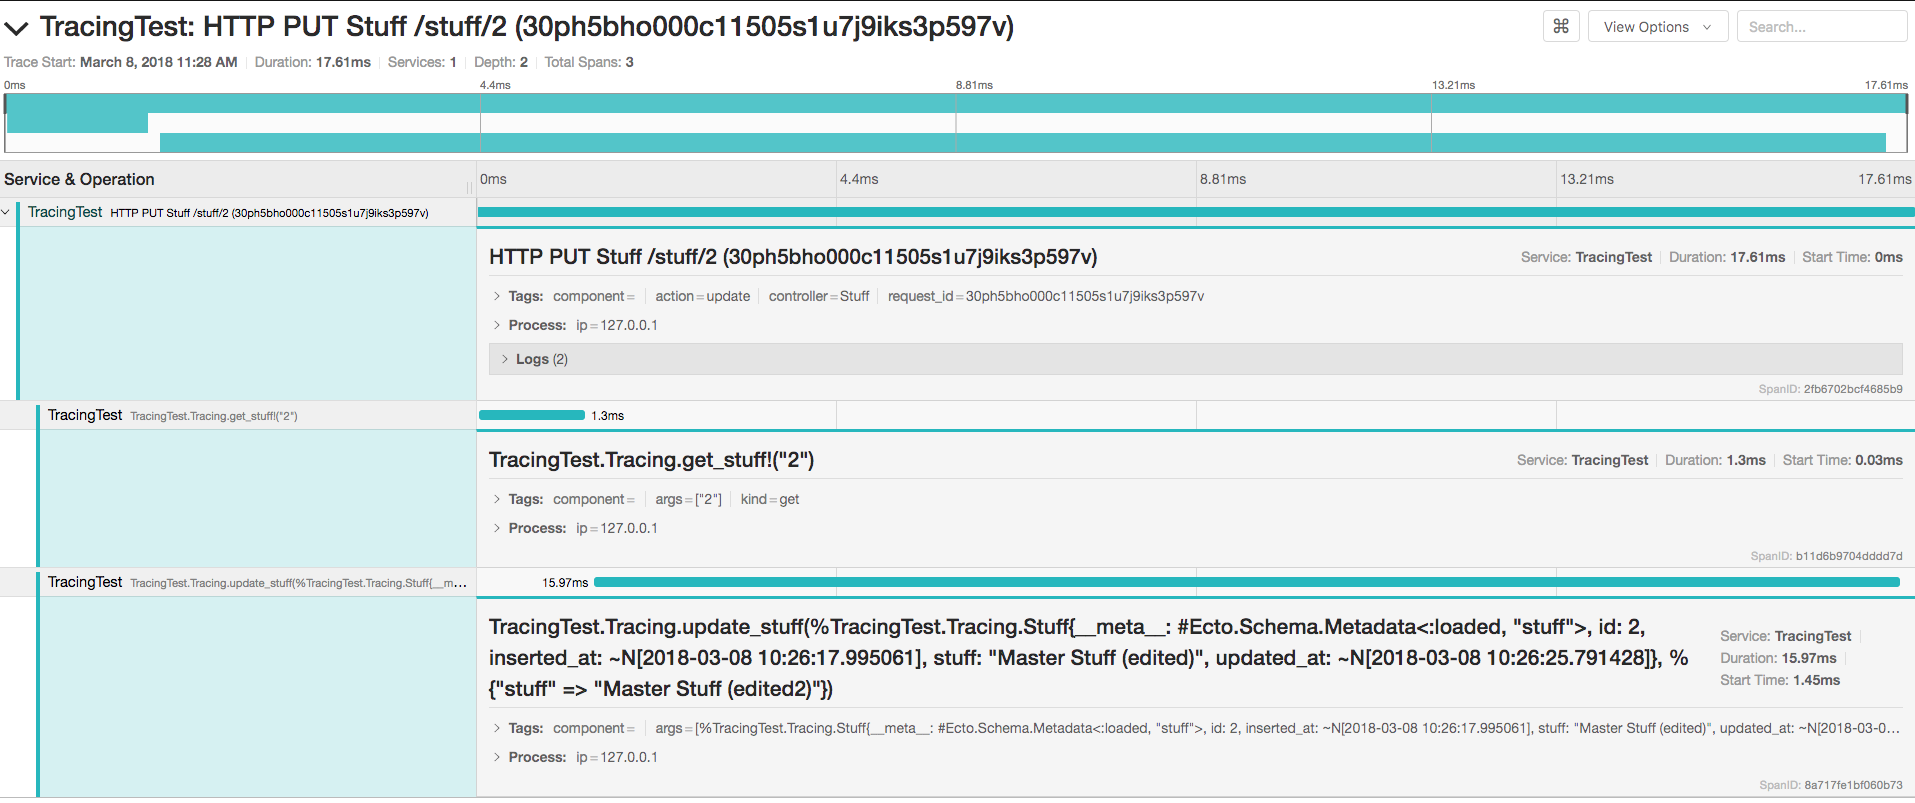 TracingTest: HTTP PUT Stuff /stuff/2 (30ph5bho000c11505s1u7j9iks3p597v)
⌘ View Options Search...
Trace Start: March 8, 2018 11:28 AM Duration: 17.61ms Services: 1 Depth: 2 Total Spans: 3
0ms 4.4ms 8.81ms 13.21ms 17.61ms
Service & Operation 0ms 4.4ms 8.81ms 13.21ms 17.61ms
TracingTest HTTP PUT Stuff /stuff/2 (30ph5bho000c11505s1u7j9iks3p597v)
HTTP PUT Stuff /stuff/2 (30ph5bho000c11505s1u7j9iks3p597v) Service: TracingTest Duration: 17.61ms Start Time: 0ms
Tags: component= action=update controller=Stuff request_id=30ph5bho000c11505s1u7j9iks3p597v
Process: ip=127.0.0.1
Logs (2)
SpanID: 2fb6702bcf4685b9
TracingTest TracingTest.Tracing.get_stuff!("2") 1.3ms
TracingTest.Tracing.get_stuff!("2") Service: TracingTest Duration: 1.3ms Start Time: 0.03ms
Tags: component= args=["2"] kind=get
Process: ip=127.0.0.1
SpanID: b11d6b9704dddd7d
TracingTest TracingTest.Tracing.update_stuff(%TracingTest.Tracing.Stuff{__m... 15.97ms
TracingTest.Tracing.update_stuff(%TracingTest.Tracing.Stuff{__meta__: #Ecto.Schema.Metadata<:loaded, "stuff">, id: 2,
inserted_at: ~N[2018-03-08 10:26:17.995061], stuff: "Master Stuff (edited)", updated_at: ~N[2018-03-08 10:26:25.791428]}, %
{"stuff" => "Master Stuff (edited2)"})
Service: TracingTest
Duration: 15.97ms
Start Time: 1.45ms
Tags: component= args=[%TracingTest.Tracing.Stuff{__meta__: #Ecto.Schema.Metadata<:loaded, "stuff">, id: 2, inserted_at: ~N[2018-03-08 10:26:17.995061], stuff: "Master Stuff (edited)", updated_at: ~N[2018-03-0...
Process: ip=127.0.0.1
SpanID: 8a717fe1bf060b73